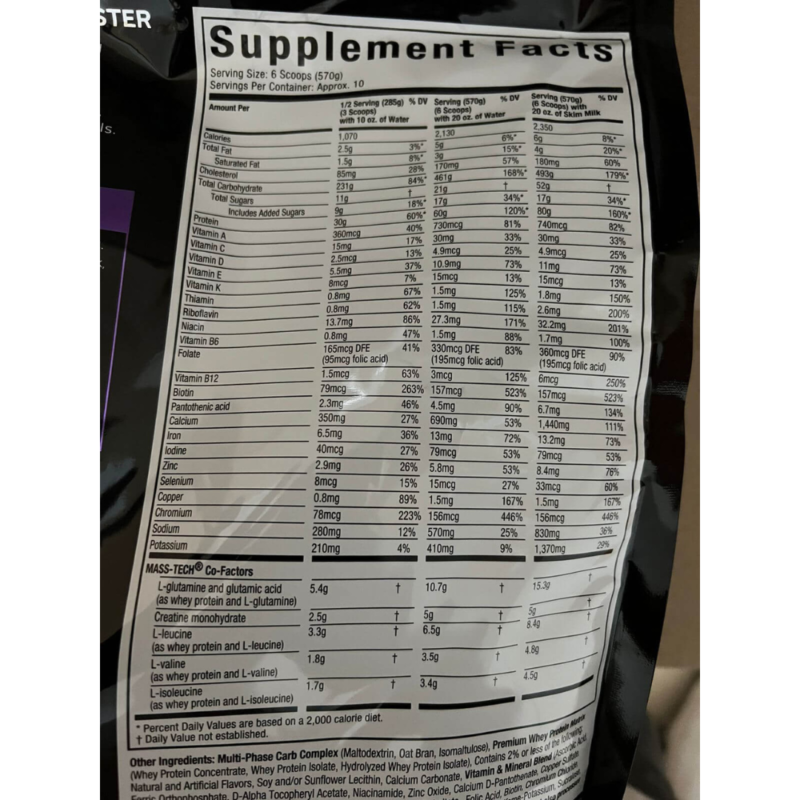 STER
ls.
Supplement Facts
Serving Size: 6 Scoops (570g)
Servings Per Container: Approx. 10
Amount Per 1/2 Serving (285g) (3 Scoops) with 10 oz. of Water % DV Serving (570g) (6 Scoops) with 20 oz. of Water % DV Serving (570g) (6 Scoops) with 20 oz. of Skim Milk % DV
Calories 1,070 2,130 2,350
Total Fat 2.5g 3%* 5g 6%* 6g 8%*
Saturated Fat 1.5g 8%* 3g 15%* 4g 20%*
Cholesterol 85mg 28% 170mg 57% 180mg 60%
Total Carbohydrate 231g 84%* 461g 168%* 493g 179%*
Total Sugars 11g † 21g † 52g †
Includes Added Sugars 9g 18%* 17g 34%* 17g 34%*
Protein 30g 60%* 60g 120%* 80g 160%*
Vitamin A 360mcg 40% 730mcg 81% 740mcg 82%
Vitamin C 15mg 17% 30mg 33% 30mg 33%
Vitamin D 2.5mcg 13% 4.9mcg 25% 4.9mcg 25%
Vitamin E 5.5mg 37% 10.9mg 73% 11mg 73%
Vitamin K 8mcg 7% 15mcg 13% 15mcg 13%
Thiamin 0.8mg 67% 1.5mg 125% 1.8mg 150%
Riboflavin 0.8mg 62% 1.5mg 115% 2.6mg 200%
Niacin 13.7mg 86% 27.3mg 171% 32.2mg 201%
Vitamin B6 0.8mg 47% 1.5mg 88% 1.7mg 100%
Folate 165mcg DFE 41% 330mcg DFE 83% 360mcg DFE 90%
(95mcg folic acid) (195mcg folic acid) (195mcg folic acid)
Vitamin B12 1.5mcg 63% 3mcg 125% 6mcg 250%
Biotin 79mcg 263% 157mcg 523% 157mcg 523%
Pantothenic acid 2.3mg 46% 4.5mg 90% 6.7mg 134%
Calcium 350mg 27% 690mg 53% 1,440mg 111%
Iron 6.5mg 36% 13mg 72% 13.2mg 73%
Iodine 40mcg 27% 79mcg 53% 79mcg 53%
Zinc 2.9mg 26% 5.8mg 53% 8.4mg 76%
Selenium 8mcg 15% 15mcg 27% 33mcg 60%
Copper 0.8mg 89% 1.5mg 167% 1.5mg 167%
Chromium 78mcg 223% 156mcg 446% 156mcg 446%
Sodium 280mg 12% 570mg 25% 830mg 36%
Potassium 210mg 4% 410mg 9% 1,370mg 29%
MASS-TECH® Co-Factors
L-glutamine and glutamic acid 5.4g † 10.7g † 15.3g †
(as whey protein and L-glutamine)
Creatine monohydrate 2.5g † 5g † 5g †
L-leucine 3.3g † 6.5g † 8.4g †
(as whey protein and L-leucine)
L-valine 1.8g † 3.5g † 4.8g †
(as whey protein and L-valine)
L-isoleucine 1.7g † 3.4g † 4.5g †
(as whey protein and L-isoleucine)
* Percent Daily Values are based on a 2,000 calorie diet.
† Daily Value not established.
Other Ingredients: Multi-Phase Carb Complex (Maltodextrin, Oat Bran, Isomaltulose), Premium Whey Protein Matrix
(Whey Protein Concentrate, Whey Protein Isolate, Hydrolyzed Whey Protein Isolate), Contains 2% or less of the following:
Natural and Artificial Flavors, Soy and/or Sunflower Lecithin, Calcium Carbonate, Vitamin & Mineral Blend (Ascorbic Acid,
Ferric Orthophosphate, D-Alpha Tocopheryl Acetate, Niacinamide, Zinc Oxide, Calcium D-Pantothenate, Copper Sulfate,
Folic Acid, Biotin, Chromium Chloride,